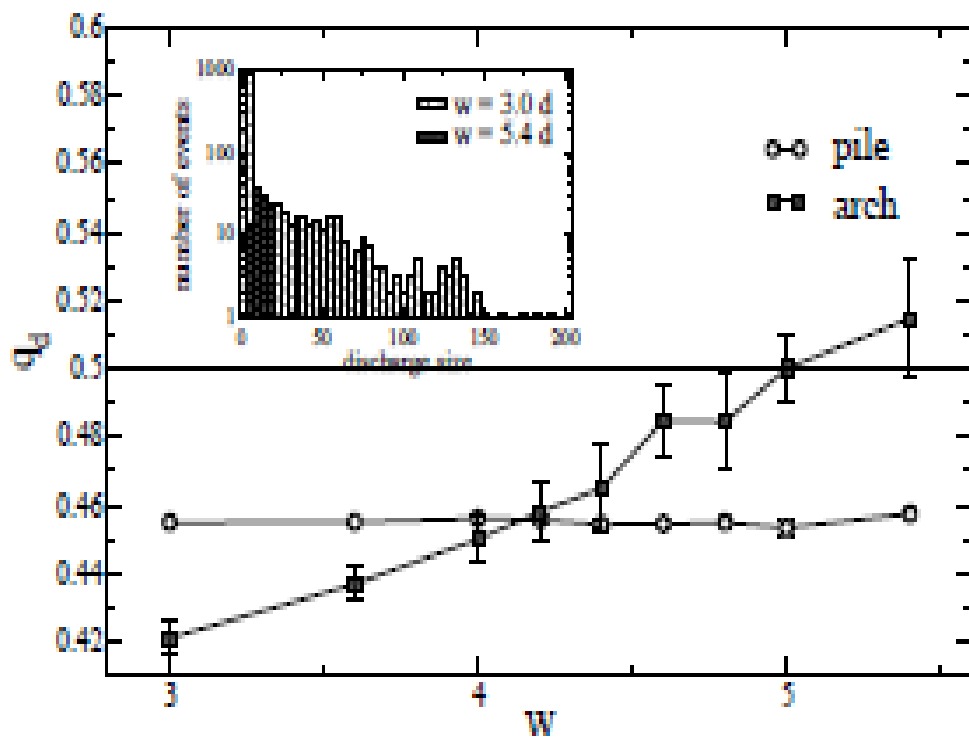 0.6
0.58
0.56
0.54
0.52
0.5
0.48
0.46
0.44
0.42
q_d
3 4 5
w
pile
arch
1000
100
10
1
number of events
w = 3.0 d
w = 5.4 d
0 50 100 150 200
discharge size